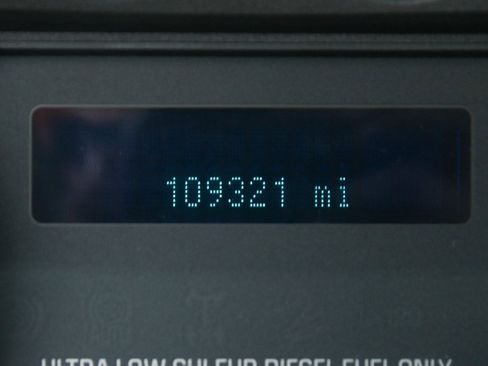 109321 mi
ULTRA LOW SULFUR DIESEL FUEL ONLY